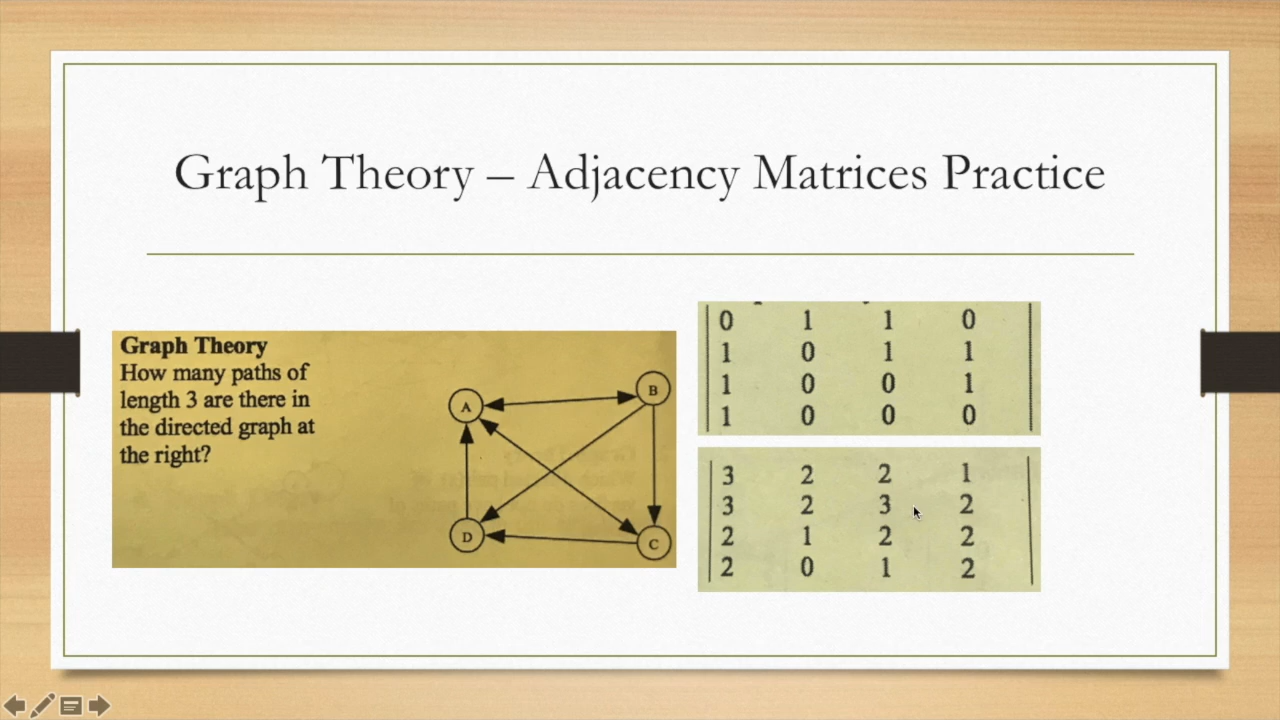 Graph Theory – Adjacency Matrices Practice
Graph Theory
How many paths of
length 3 are there in
the directed graph at
the right?
A
B
D
C
0 1 1 0
1 0 1 1
1 0 0 1
1 0 0 0
3 2 2 1
3 2 3 2
2 1 2 2
2 0 1 2